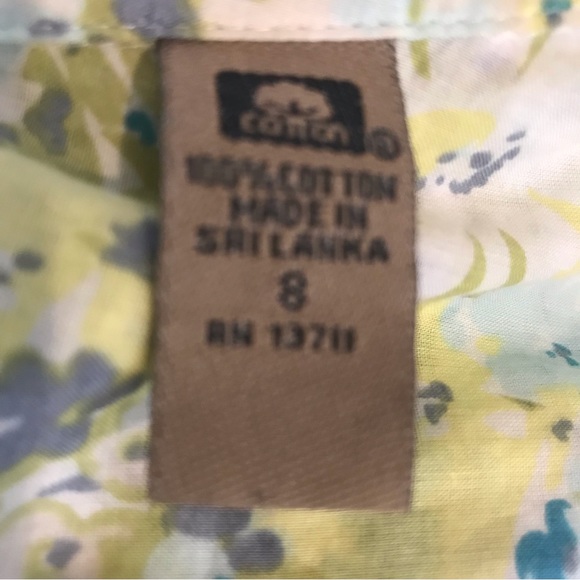 cotton
100% COTTON
MADE IN
SRI LANKA
8
RN 13711